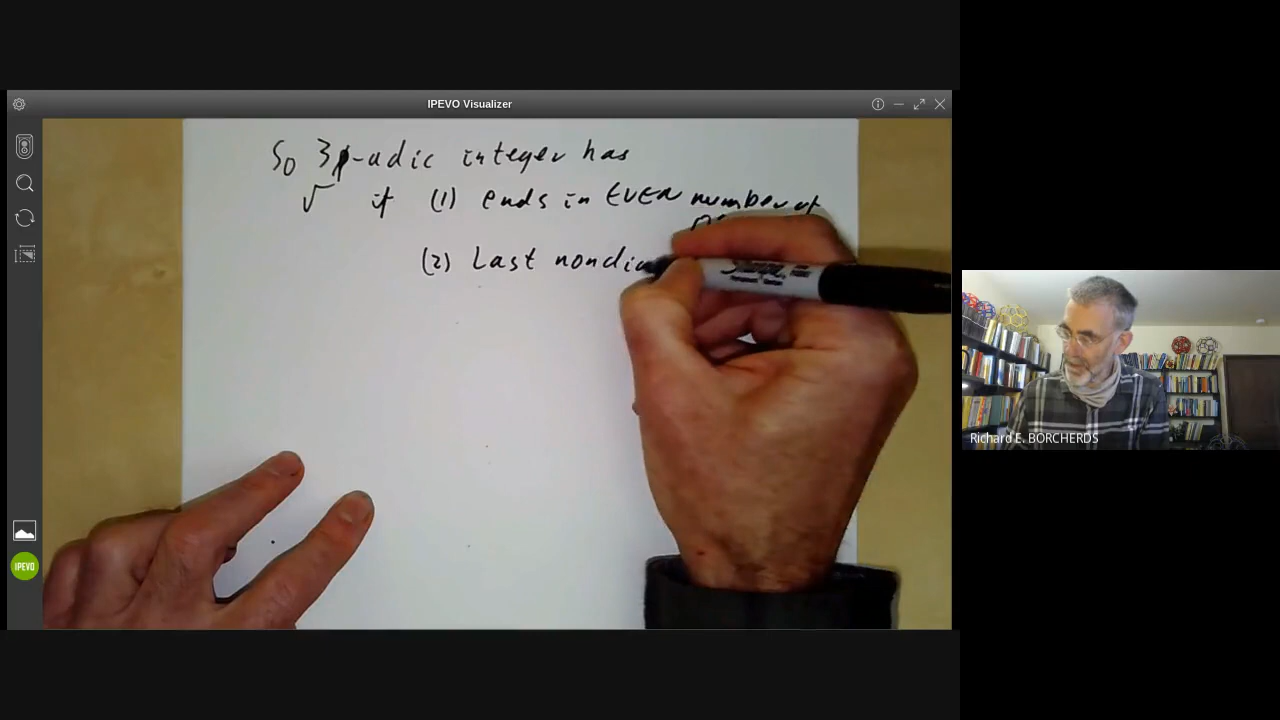 IPEVO Visualizer
So 3-adic integer has
√ if (1) ends in EVEN number of
(2) Last nondi
IPEVO
Richard E. BORCHERDS